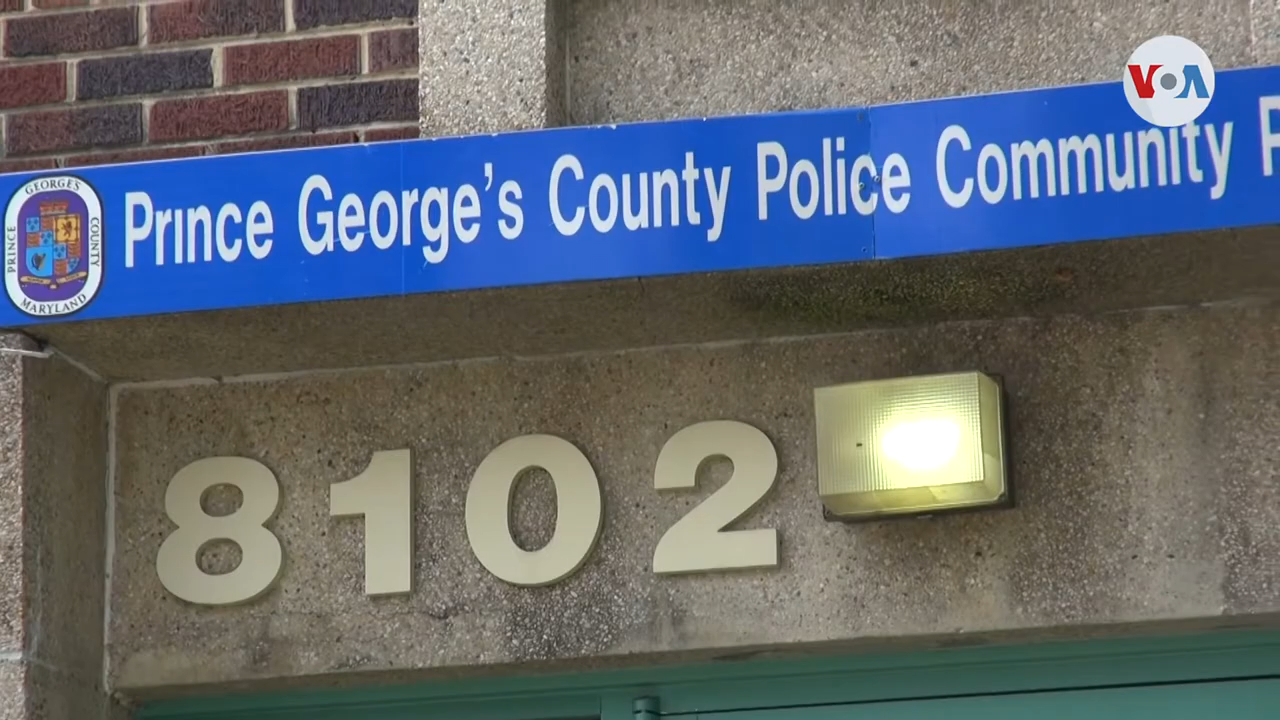 VOA
Prince George's County Police Community
GEORGE'S
PRINCE
COUNTY
MARYLAND
8102